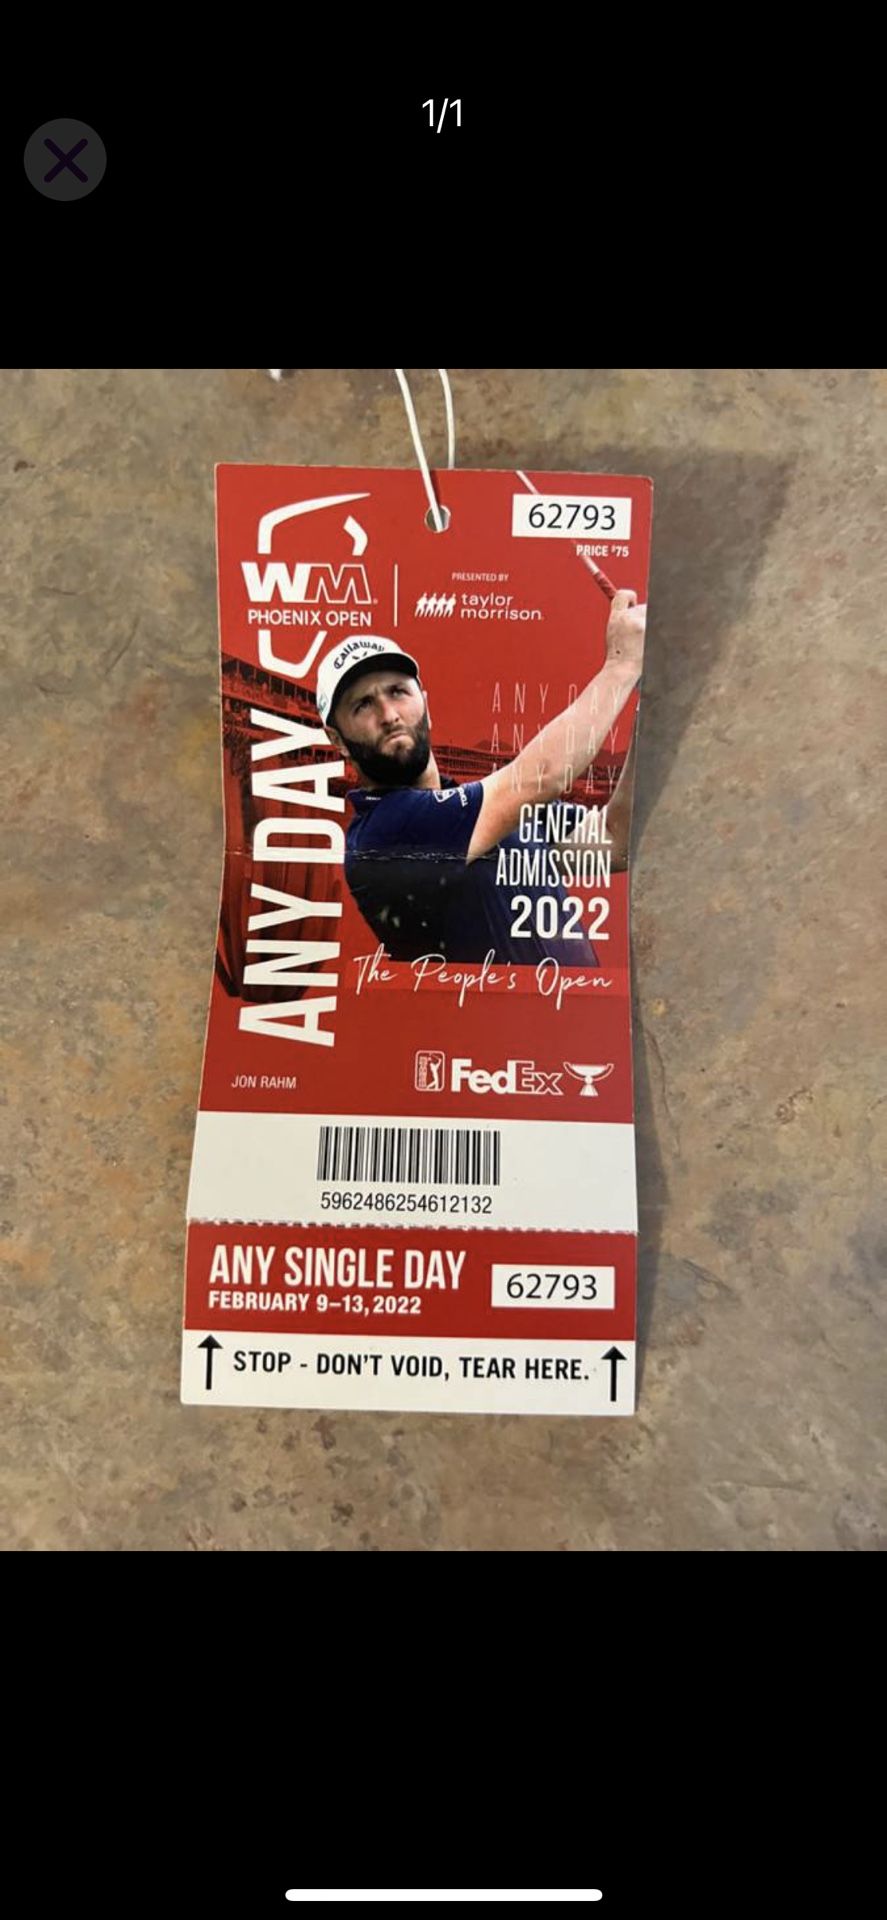 1/1
62793
PRICE $75
WM
PHOENIX OPEN
PRESENTED BY
taylor
morrison
Callaway
ANY DAY
ANY DAY
ANY DAY
ANY DAY
GENERAL
ADMISSION
2022
The People's Open
JON RAHM
FedEx
5962486254612132
ANY SINGLE DAY
FEBRUARY 9–13, 2022
62793
STOP - DON'T VOID, TEAR HERE.